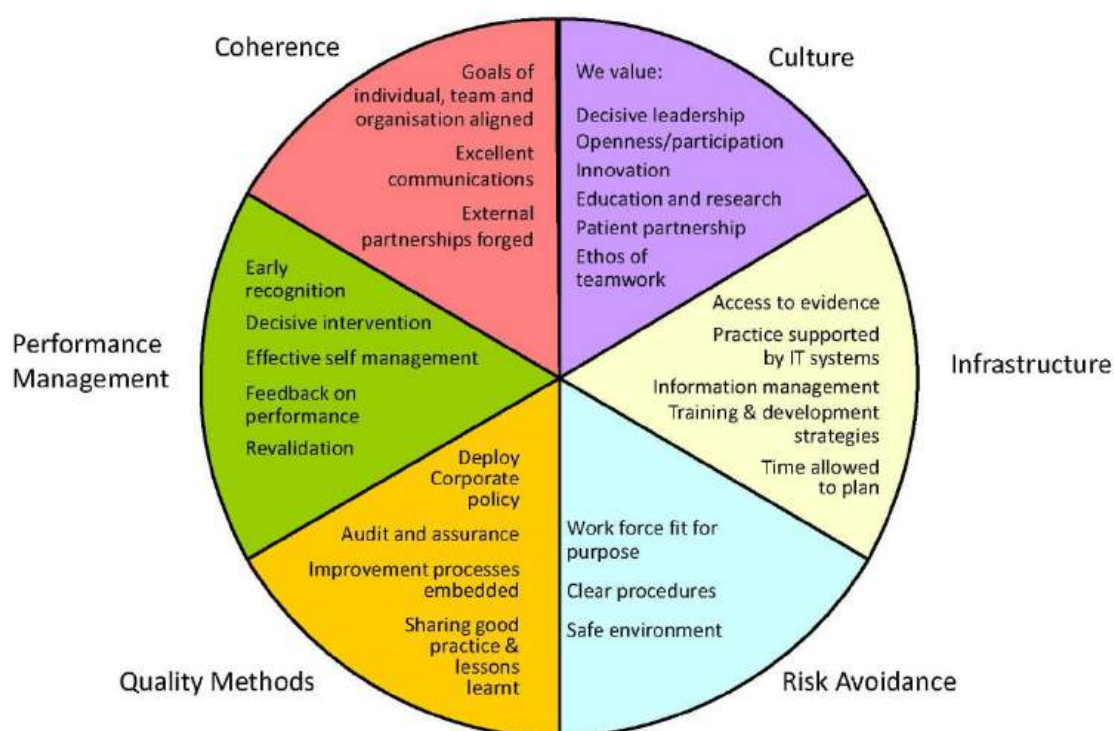 Coherence
Goals of
individual, team and
organisation aligned
Excellent
communications
External
partnerships forged
Culture
We value:
Decisive leadership
Openness/participation
Innovation
Education and research
Patient partnership
Ethos of
teamwork
Infrastructure
Access to evidence
Practice supported
by IT systems
Information management
Training & development
strategies
Time allowed
to plan
Risk Avoidance
Work force fit for
purpose
Clear procedures
Safe environment
Quality Methods
Deploy
Corporate
policy
Audit and assurance
Improvement processes
embedded
Sharing good
practice &
lessons
learnt
Performance
Management
Early
recognition
Decisive intervention
Effective self management
Feedback on
performance
Revalidation